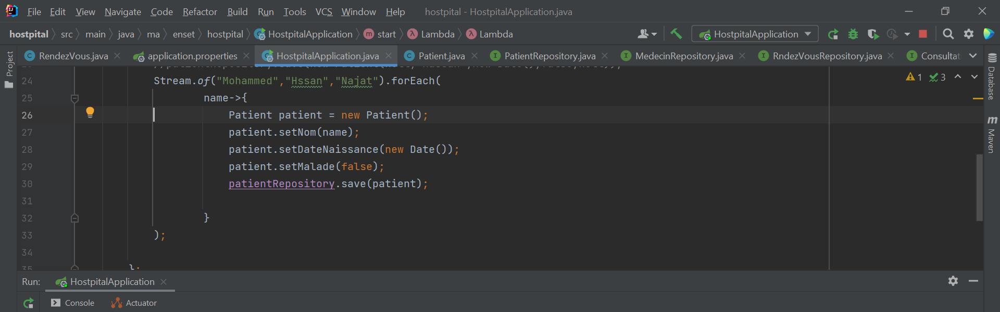 File Edit View Navigate Code Refactor Build Run Tools VCS Window Help hostpital - HostpitalApplication.java
hostpital src main java ma enset hostpital HostpitalApplication m start λ Lambda λ Lambda HostpitalApplication
Project
C RendezVous.java application.properties HostpitalApplication.java C Patient.java I PatientRepository.java I MedecinRepository.java I RndezVousRepository.java I Consultat
24 Stream.of("Mohammed","Hssan","Najat").forEach(
1 3
25 name->{
26 Patient patient = new Patient();
27 patient.setNom(name);
28 patient.setDateNaissance(new Date());
29 patient.setMalade(false);
30 patientRepository.save(patient);
31
32 }
33 );
34
35 };
Database
m Maven
Run: HostpitalApplication
Console Actuator